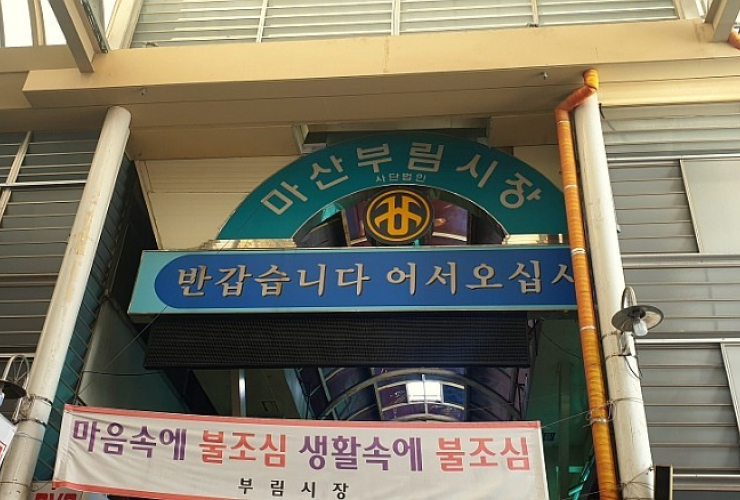 마산부림시장
사단법인
반갑습니다 어서오십시
마음속에 불조심 생활속에 불조심
부림시장